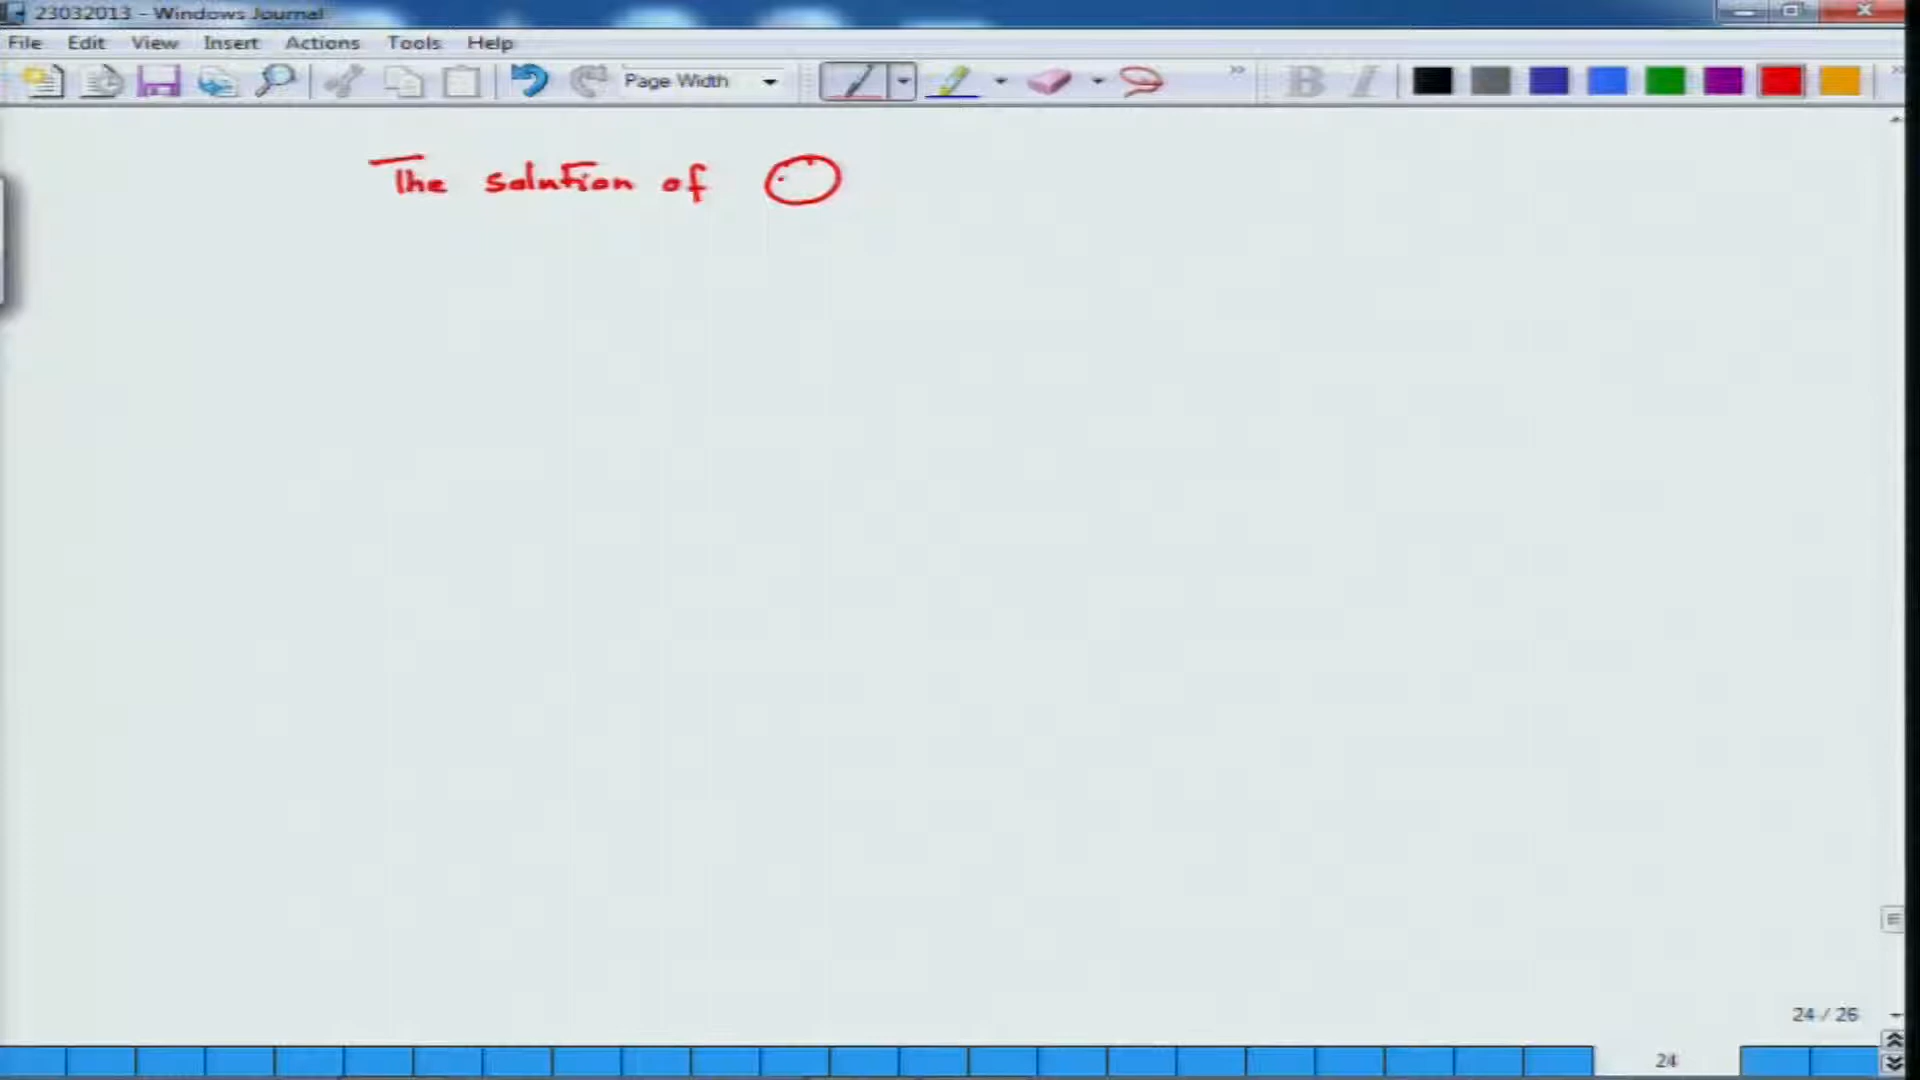 23032013 - Windows Journal
File Edit View Insert Actions Tools Help
Page Width B I
The solution of
24 / 26
24